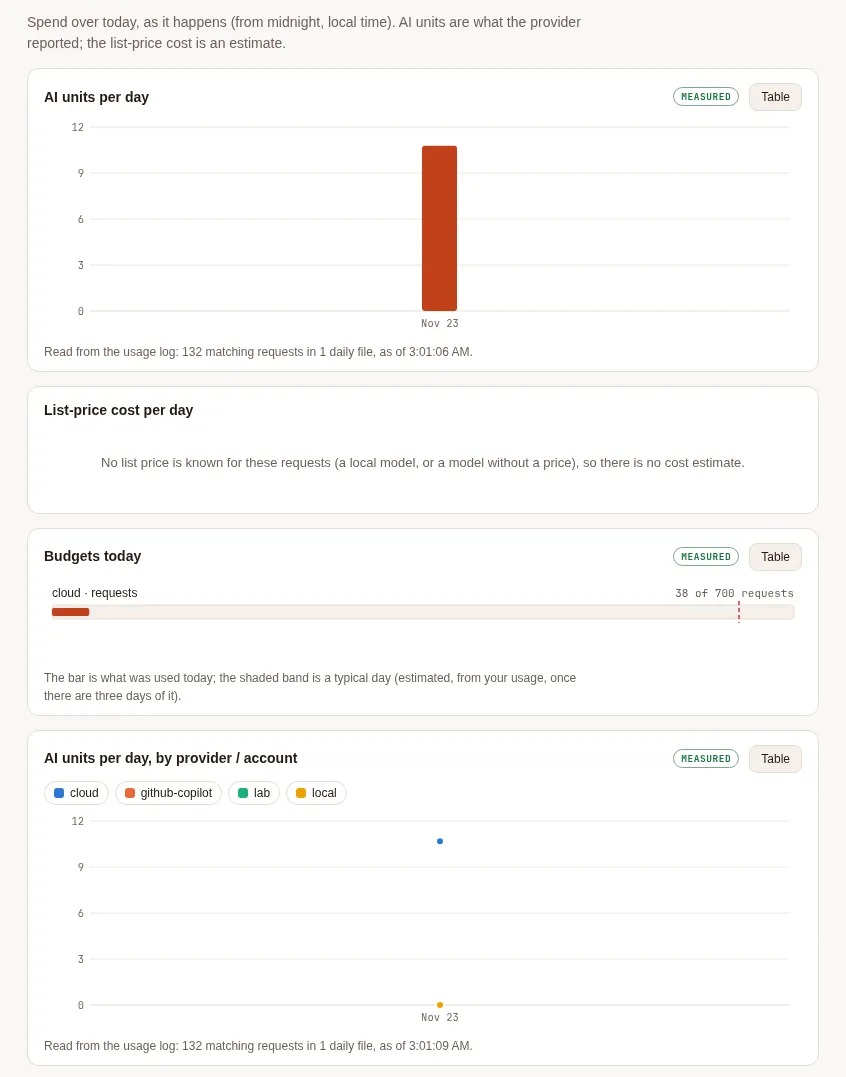 Spend over today, as it happens (from midnight, local time). AI units are what the provider
reported; the list-price cost is an estimate.
AI units per day
MEASURED
Table
12
9
6
3
0
Nov 23
Read from the usage log: 132 matching requests in 1 daily file, as of 3:01:06 AM.
List-price cost per day
No list price is known for these requests (a local model, or a model without a price), so there is no cost estimate.
Budgets today
MEASURED
Table
cloud · requests
38 of 700 requests
The bar is what was used today; the shaded band is a typical day (estimated, from your usage, once
there are three days of it).
AI units per day, by provider / account
MEASURED
Table
cloud
github-copilot
lab
local
12
9
6
3
0
Nov 23
Read from the usage log: 132 matching requests in 1 daily file, as of 3:01:09 AM.